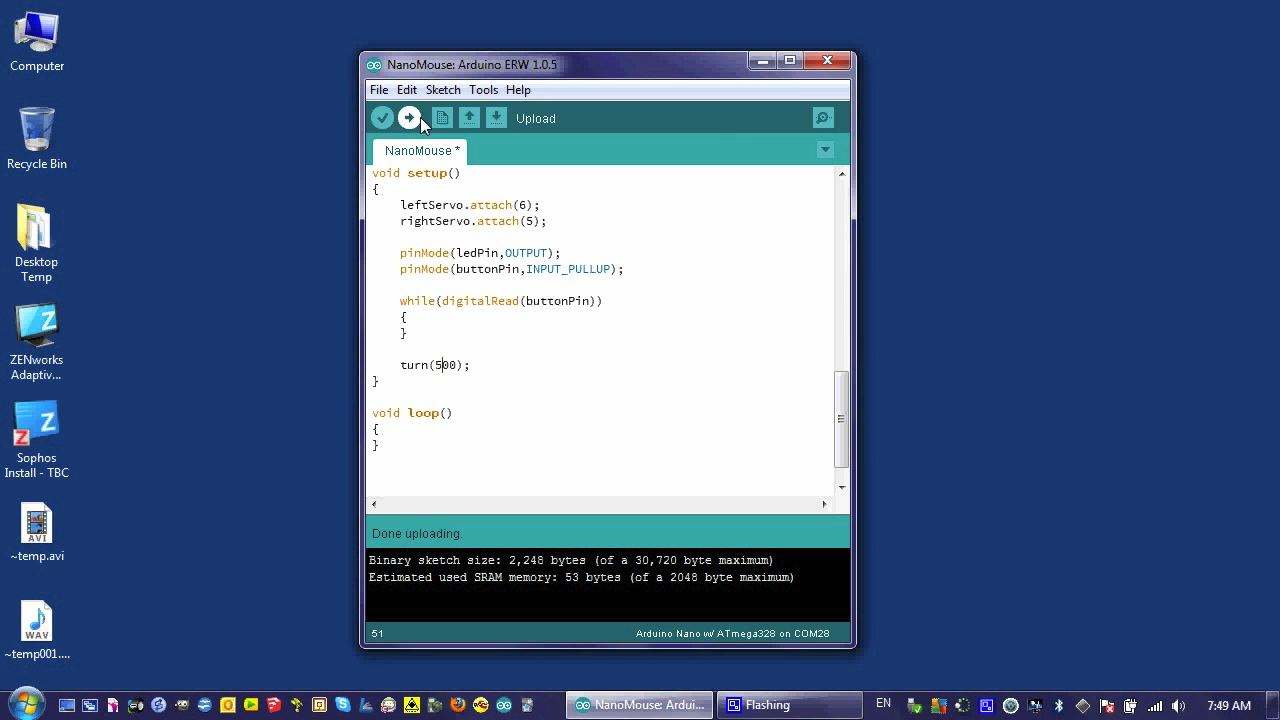 Computer
Recycle Bin
Desktop
Temp
ZENworks
Adaptiv...
Sophos
Install - TBC
AVI
~temp.avi
WAV
~temp001....
NanoMouse: Arduino ERW 1.0.5
File Edit Sketch Tools Help
Upload
NanoMouse *
void setup()
{
leftServo.attach(6);
rightServo.attach(5);
pinMode(ledPin,OUTPUT);
pinMode(buttonPin,INPUT_PULLUP);
while(digitalRead(buttonPin))
{
}
turn(500);
}
void loop()
{
}
Done uploading.
Binary sketch size: 2,248 bytes (of a 30,720 byte maximum)
Estimated used SRAM memory: 53 bytes (of a 2048 byte maximum)
51
Arduino Nano w/ ATmega328 on COM28
NanoMouse: Ardui...
Flashing
EN
7:49 AM